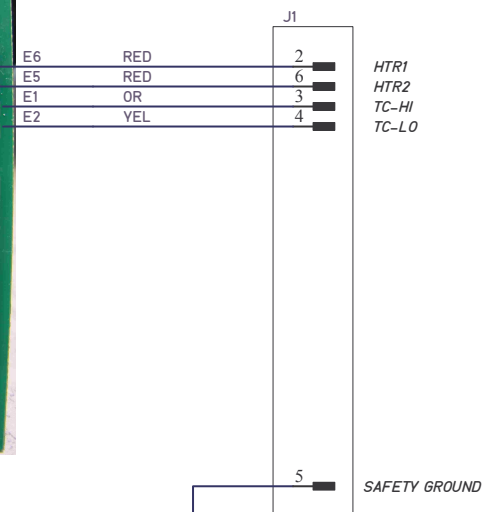 J1
E6 RED 2 HTR1
E5 RED 6 HTR2
E1 OR 3 TC-HI
E2 YEL 4 TC-LO
5 SAFETY GROUND